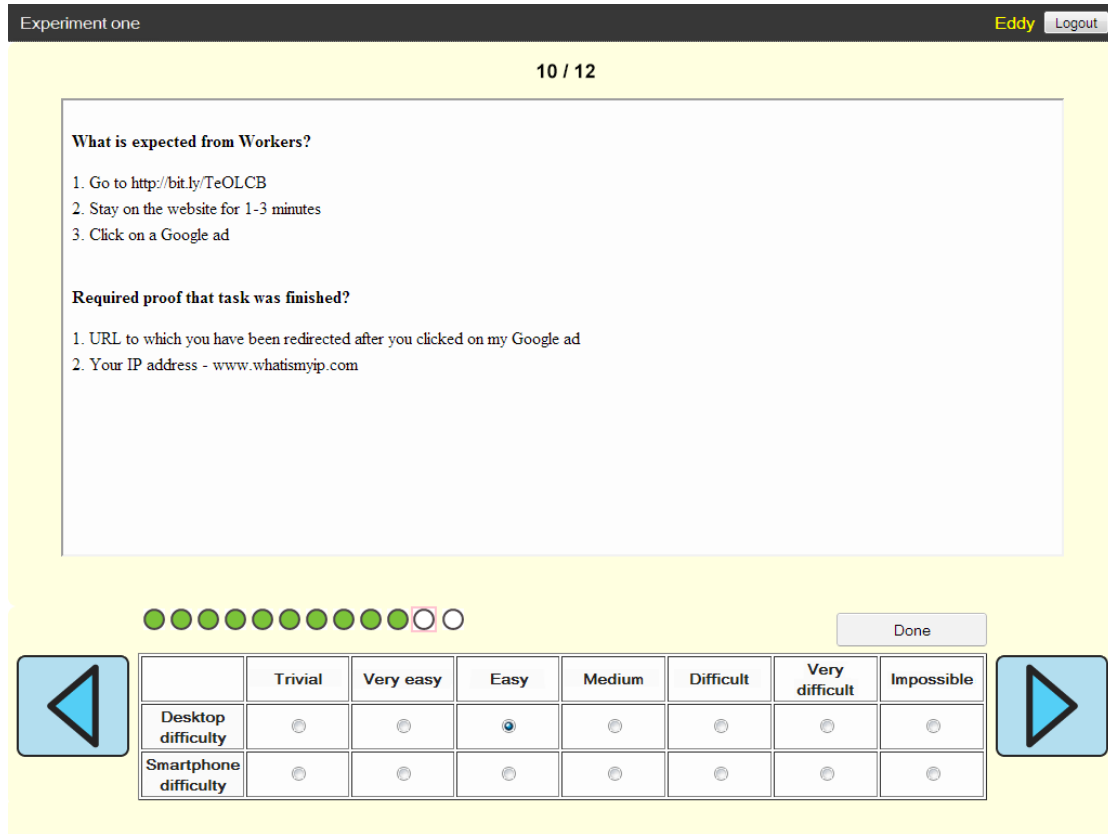 Experiment one
Eddy Logout
10 / 12
What is expected from Workers?
1. Go to http://bit.ly/TeOLCB
2. Stay on the website for 1-3 minutes
3. Click on a Google ad
Required proof that task was finished?
1. URL to which you have been redirected after you clicked on my Google ad
2. Your IP address - www.whatismyip.com
Done
Trivial Very easy Easy Medium Difficult Very difficult Impossible
Desktop difficulty
Smartphone difficulty